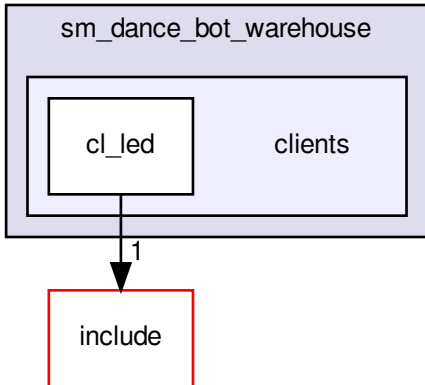 sm_dance_bot_warehouse
cl_led
clients
1
include